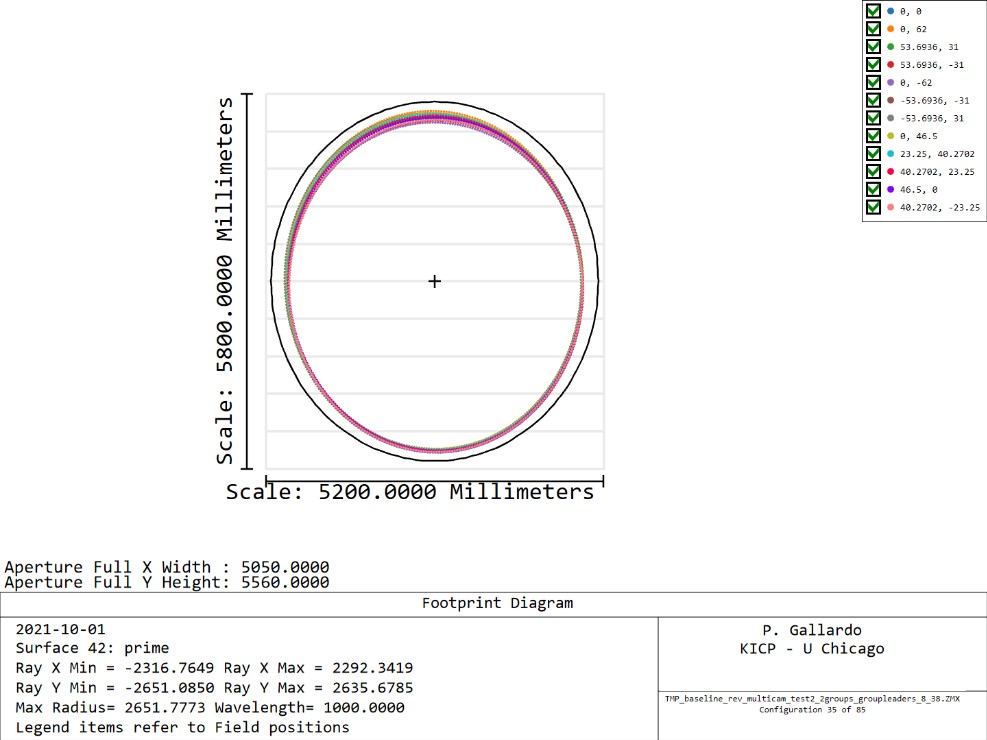 0, 0
0, 62
53.6936, 31
53.6936, -31
0, -62
-53.6936, -31
-53.6936, 31
0, 46.5
23.25, 40.2702
40.2702, 23.25
46.5, 0
40.2702, -23.25
Scale: 5800.0000 Millimeters
Scale: 5200.0000 Millimeters
Aperture Full X Width : 5050.0000
Aperture Full Y Height: 5560.0000
Footprint Diagram
2021-10-01
Surface 42: prime
Ray X Min = -2316.7649 Ray X Max = 2292.3419
Ray Y Min = -2651.0850 Ray Y Max = 2635.6785
Max Radius= 2651.7773 Wavelength= 1000.0000
Legend items refer to Field positions
P. Gallardo
KICP - U Chicago
TMP_baseline_rev_multicam_test2_2groups_groupleaders_8_38.ZMX
Configuration 35 of 85